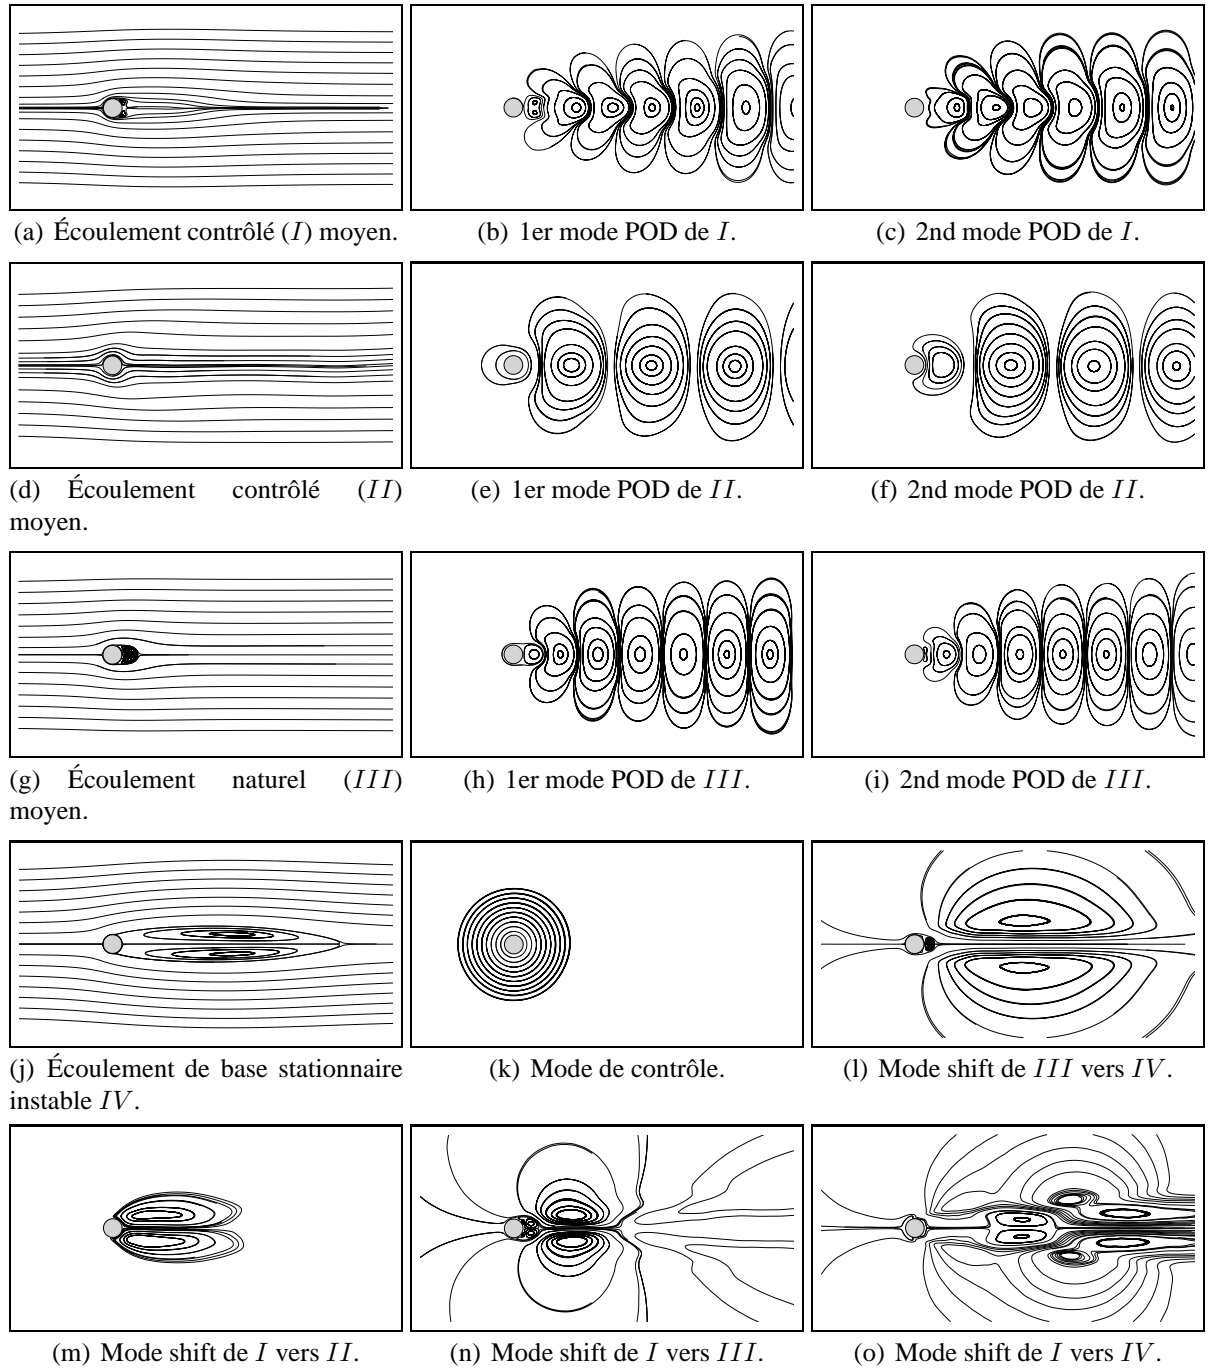 (a) Écoulement contrôlé (I) moyen.
(b) 1er mode POD de I.
(c) 2nd mode POD de I.
(d) Écoulement contrôlé (II)
moyen.
(e) 1er mode POD de II.
(f) 2nd mode POD de II.
(g) Écoulement naturel (III)
moyen.
(h) 1er mode POD de III.
(i) 2nd mode POD de III.
(j) Écoulement de base stationnaire
instable IV.
(k) Mode de contrôle.
(l) Mode shift de III vers IV.
(m) Mode shift de I vers II.
(n) Mode shift de I vers III.
(o) Mode shift de I vers IV.